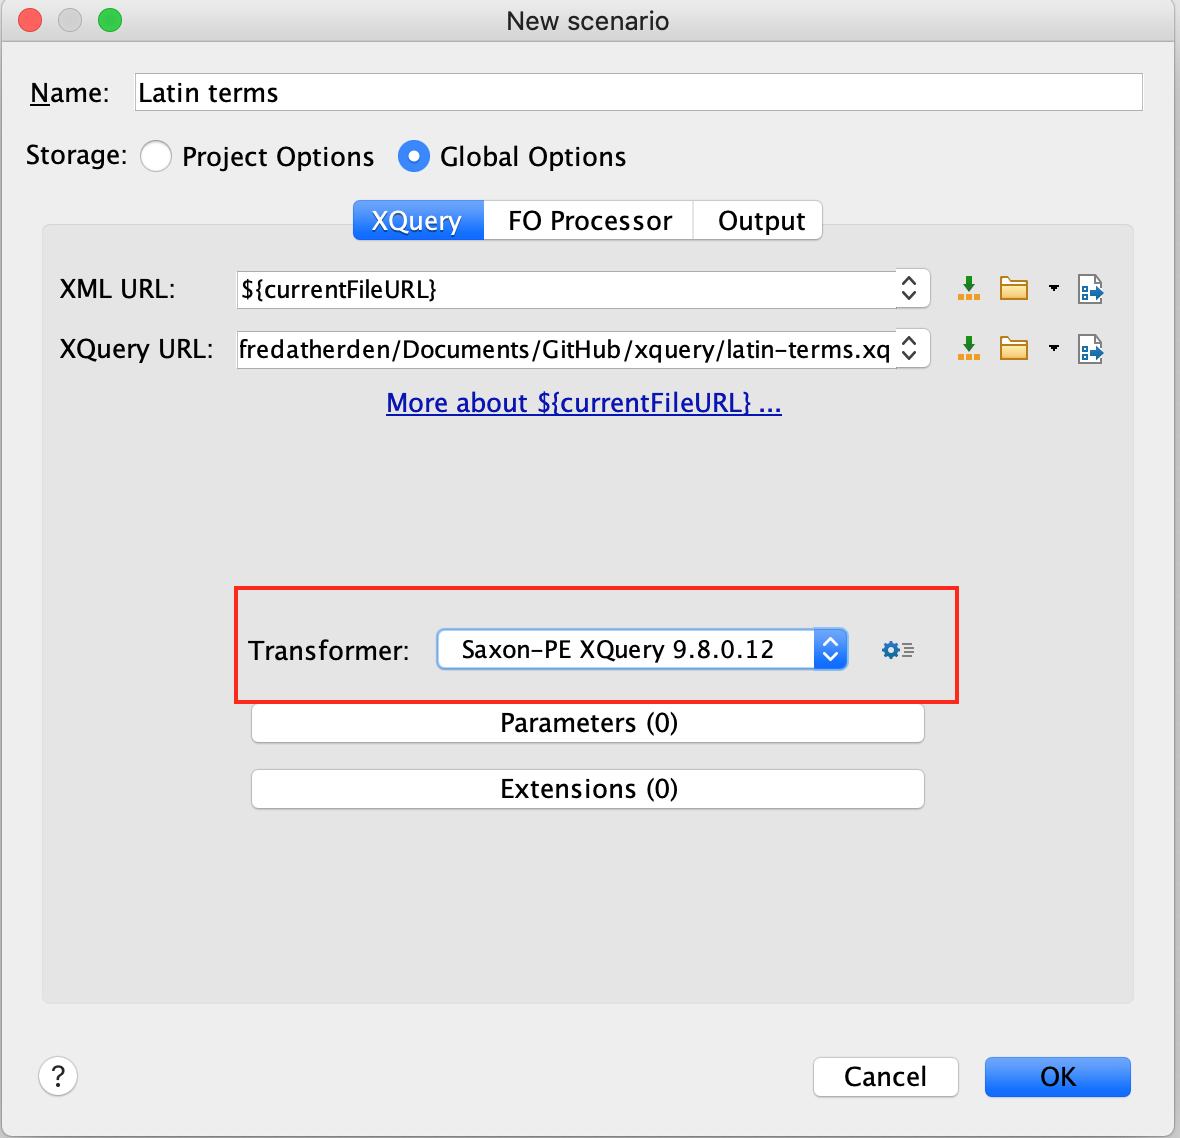 New scenario
Name: Latin terms
Storage: Project Options Global Options
XQuery FO Processor Output
XML URL: ${currentFileURL}
XQuery URL: fredatherden/Documents/GitHub/xquery/latin-terms.xq
More about ${currentFileURL} ...
Transformer: Saxon-PE XQuery 9.8.0.12
Parameters (0)
Extensions (0)
? Cancel OK